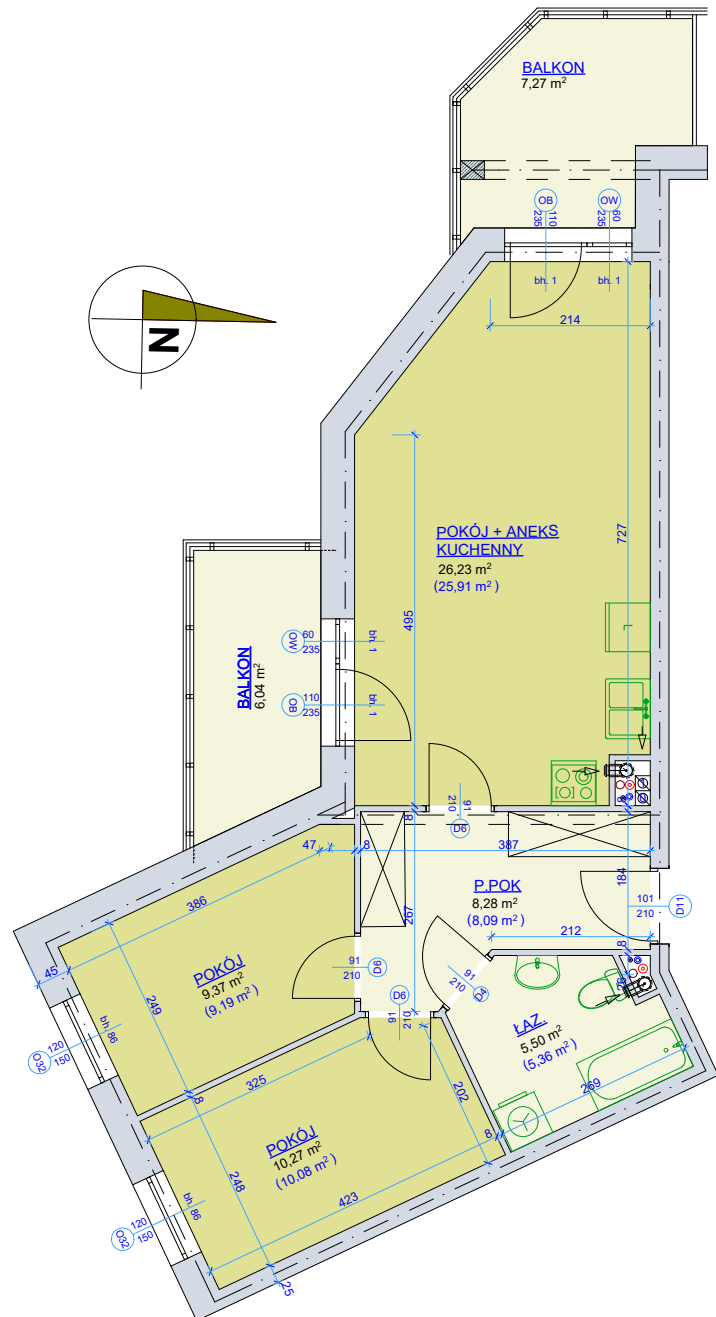 BALKON
7,27 m²
OB
110
235
OW
60
235
bh. 1
bh. 1
214
N
POKÓJ + ANEKS
KUCHENNY
26,23 m²
(25,91 m²)
727
495
L
BALKON
6,04 m²
OW
60
235
bh. 1
OB
110
235
bh. 1
91
210
D6
8
8
47
8
387
P.POK
8,28 m²
(8,09 m²)
184
267
212
101
210
D11
8
26
386
45
POKÓJ
9,37 m²
(9,19 m²)
249
91
210
D6
D6
91
210
91
210
D4
ŁAZ.
5,50 m²
(5,36 m²)
269
bh. 86
120
150
O32
8
325
202
8
POKÓJ
10,27 m²
(10,08 m²)
248
423
bh. 86
120
150
O32
25